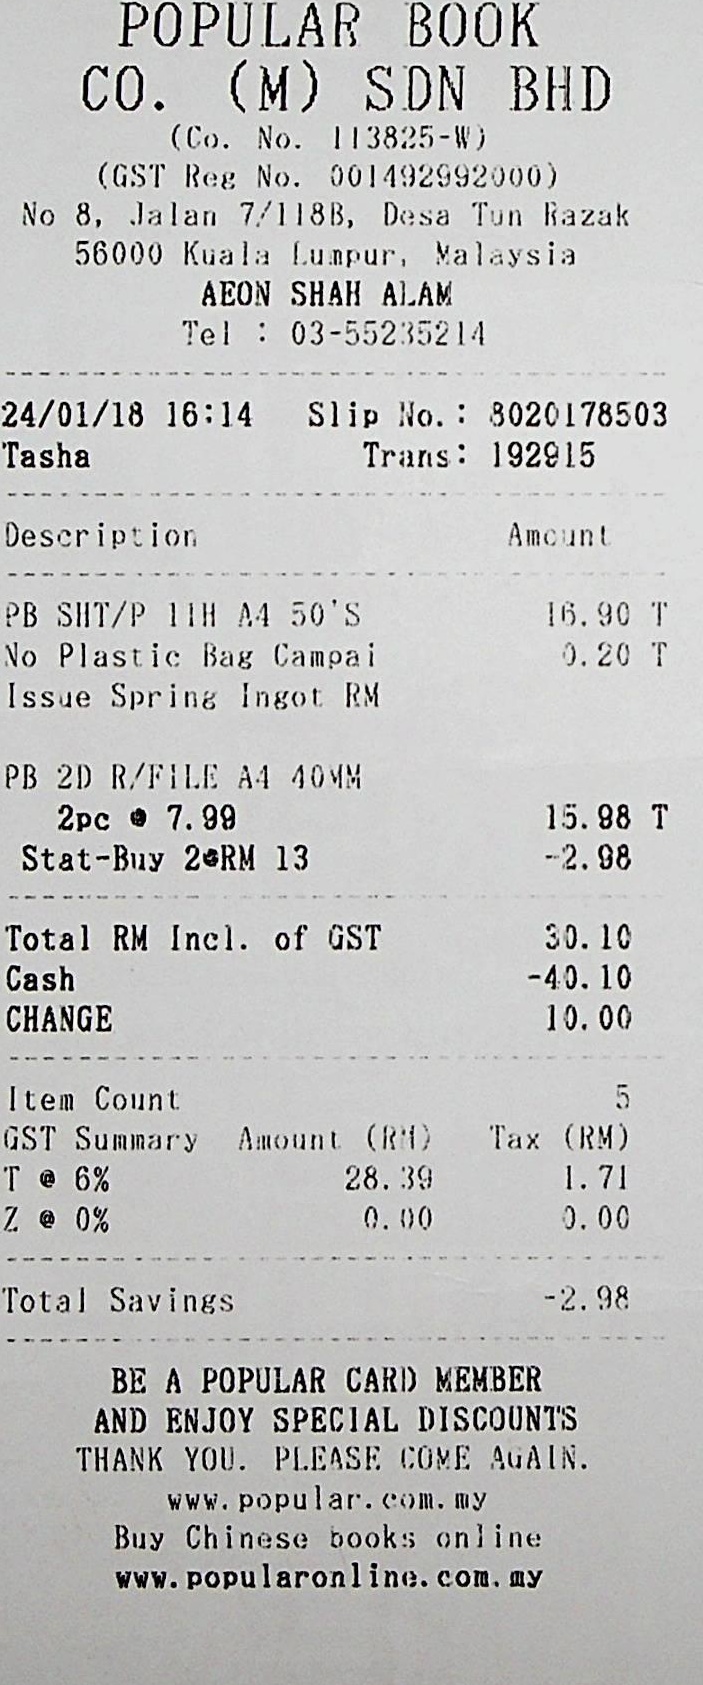 POPULAR BOOK
CO. (M) SDN BHD
(Co. No. 113825-W)
(GST Reg No. 001492992000)
No 8, Jalan 7/118B, Desa Tun Razak
56000 Kuala Lumpur, Malaysia
AEON SHAH ALAM
Tel : 03-55235214
24/01/18 16:14 Slip No.: 8020178503
Tasha Trans: 192915
Description Amount
PB SHT/P 11H A4 50'S 16.90 T
No Plastic Bag Campai 0.20 T
Issue Spring Ingot RM
PB 2D R/FILE A4 40MM
2pc @ 7.99 15.98 T
Stat-Buy 2@RM 13 -2.98
Total RM Incl. of GST 30.10
Cash -40.10
CHANGE 10.00
Item Count 5
GST Summary Amount (RM) Tax (RM)
T @ 6% 28.39 1.71
Z @ 0% 0.00 0.00
Total Savings -2.98
BE A POPULAR CARD MEMBER
AND ENJOY SPECIAL DISCOUNTS
THANK YOU. PLEASE COME AGAIN.
www.popular.com.my
Buy Chinese books online
www.popularonline.com.my